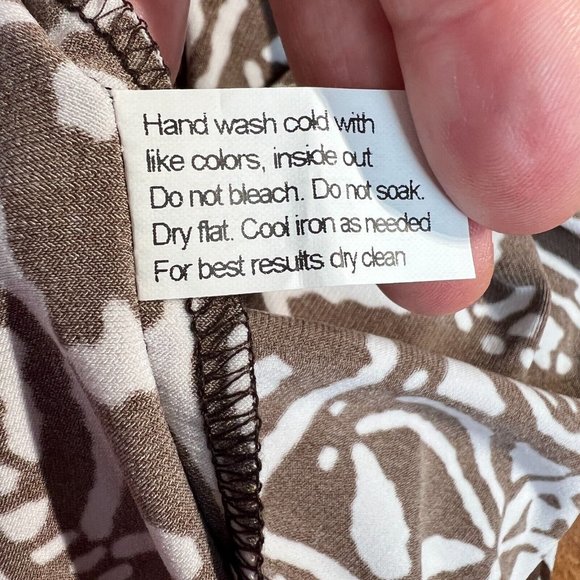 Hand wash cold with
like colors, inside out
Do not bleach. Do not soak.
Dry flat. Cool iron as needed
For best results dry clean